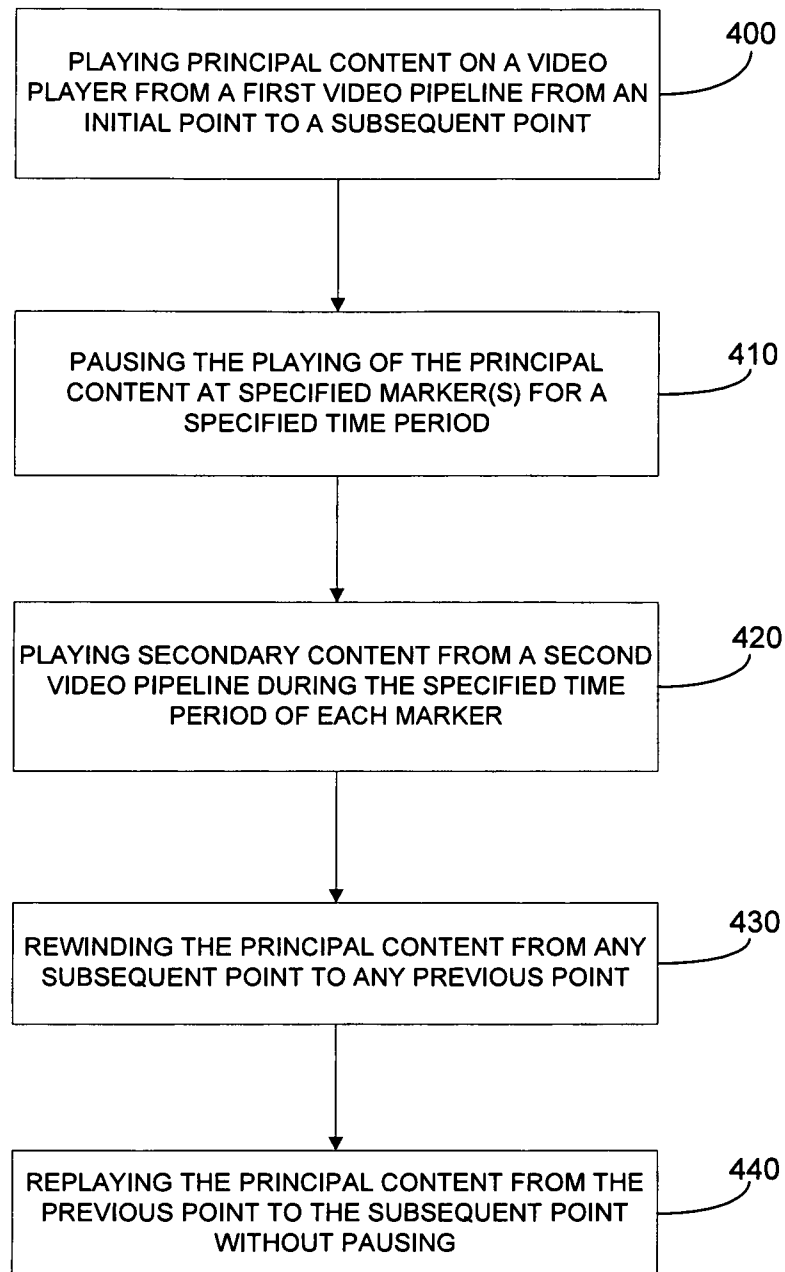 400
PLAYING PRINCIPAL CONTENT ON A VIDEO
PLAYER FROM A FIRST VIDEO PIPELINE FROM AN
INITIAL POINT TO A SUBSEQUENT POINT
410
PAUSING THE PLAYING OF THE PRINCIPAL
CONTENT AT SPECIFIED MARKER(S) FOR A
SPECIFIED TIME PERIOD
420
PLAYING SECONDARY CONTENT FROM A SECOND
VIDEO PIPELINE DURING THE SPECIFIED TIME
PERIOD OF EACH MARKER
430
REWINDING THE PRINCIPAL CONTENT FROM ANY
SUBSEQUENT POINT TO ANY PREVIOUS POINT
440
REPLAYING THE PRINCIPAL CONTENT FROM THE
PREVIOUS POINT TO THE SUBSEQUENT POINT
WITHOUT PAUSING